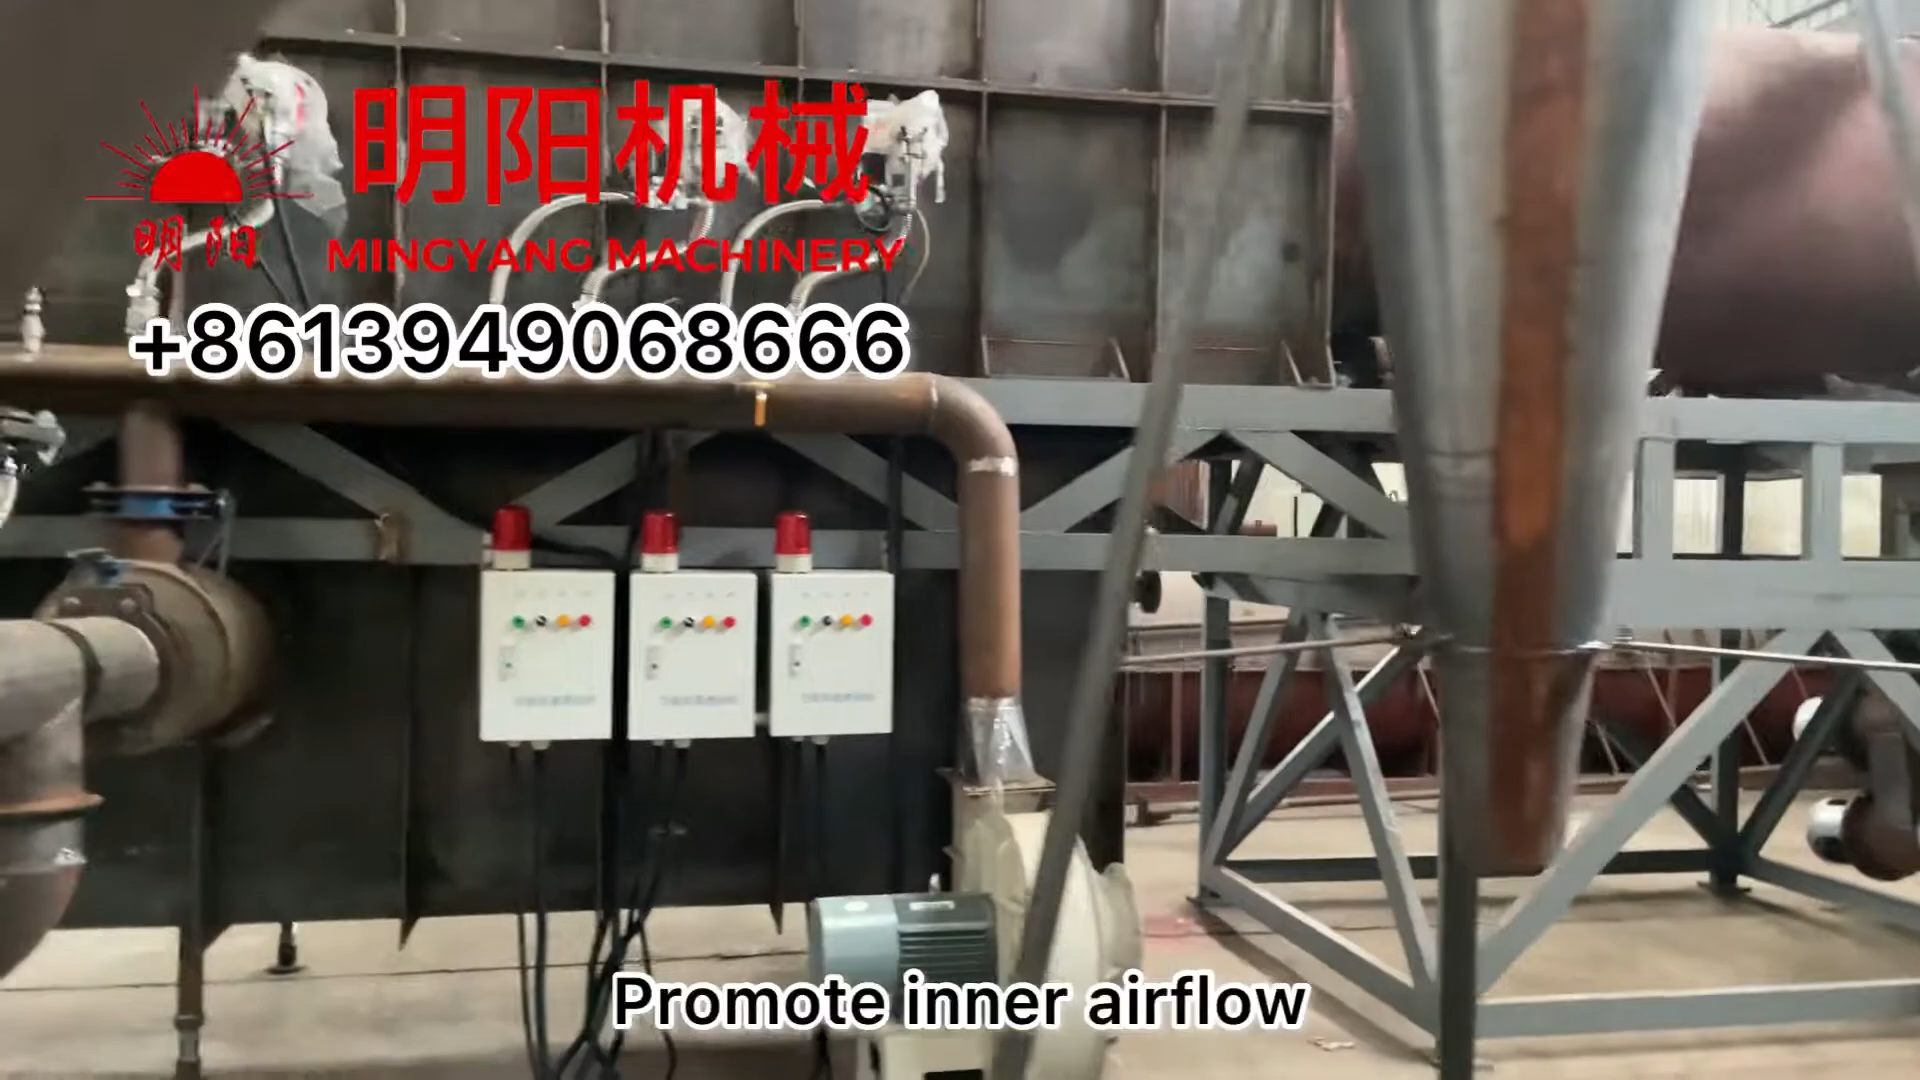 明阳机械
明阳
MINGYANG MACHINERY
+8613949068666
Promote inner airflow